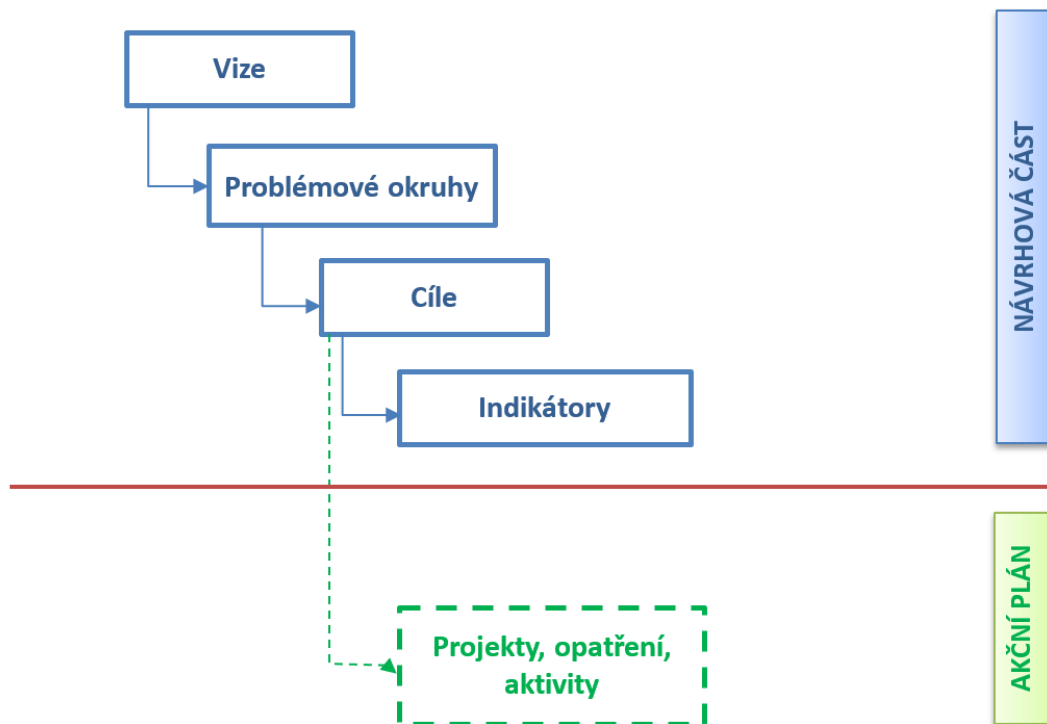 Vize
Problémové okruhy
Cíle
Indikátory
NÁVRHOVÁ ČÁST
Projekty, opatření,
aktivity
AKČNÍ PLÁN